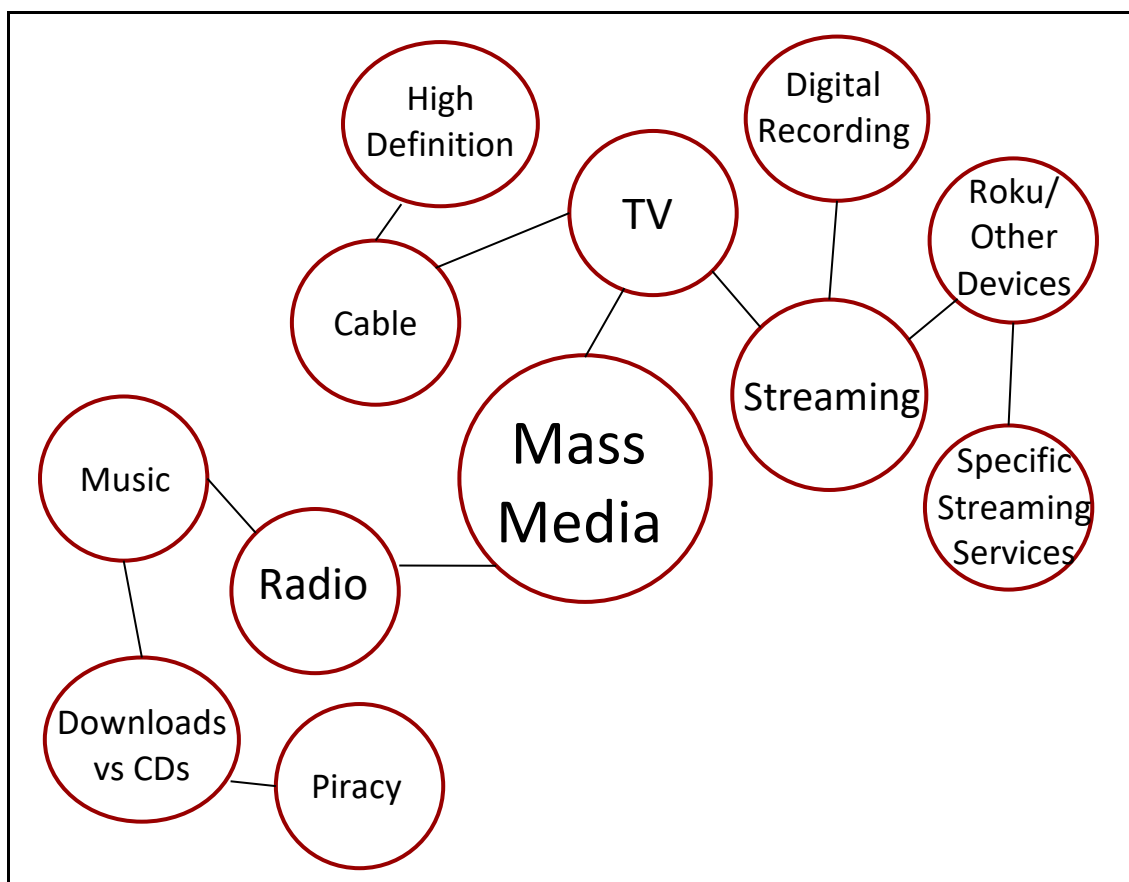 High
Definition
Digital
Recording
TV
Roku/
Other
Devices
Cable
Streaming
Mass
Media
Music
Specific
Streaming
Services
Radio
Downloads
vs CDs
Piracy